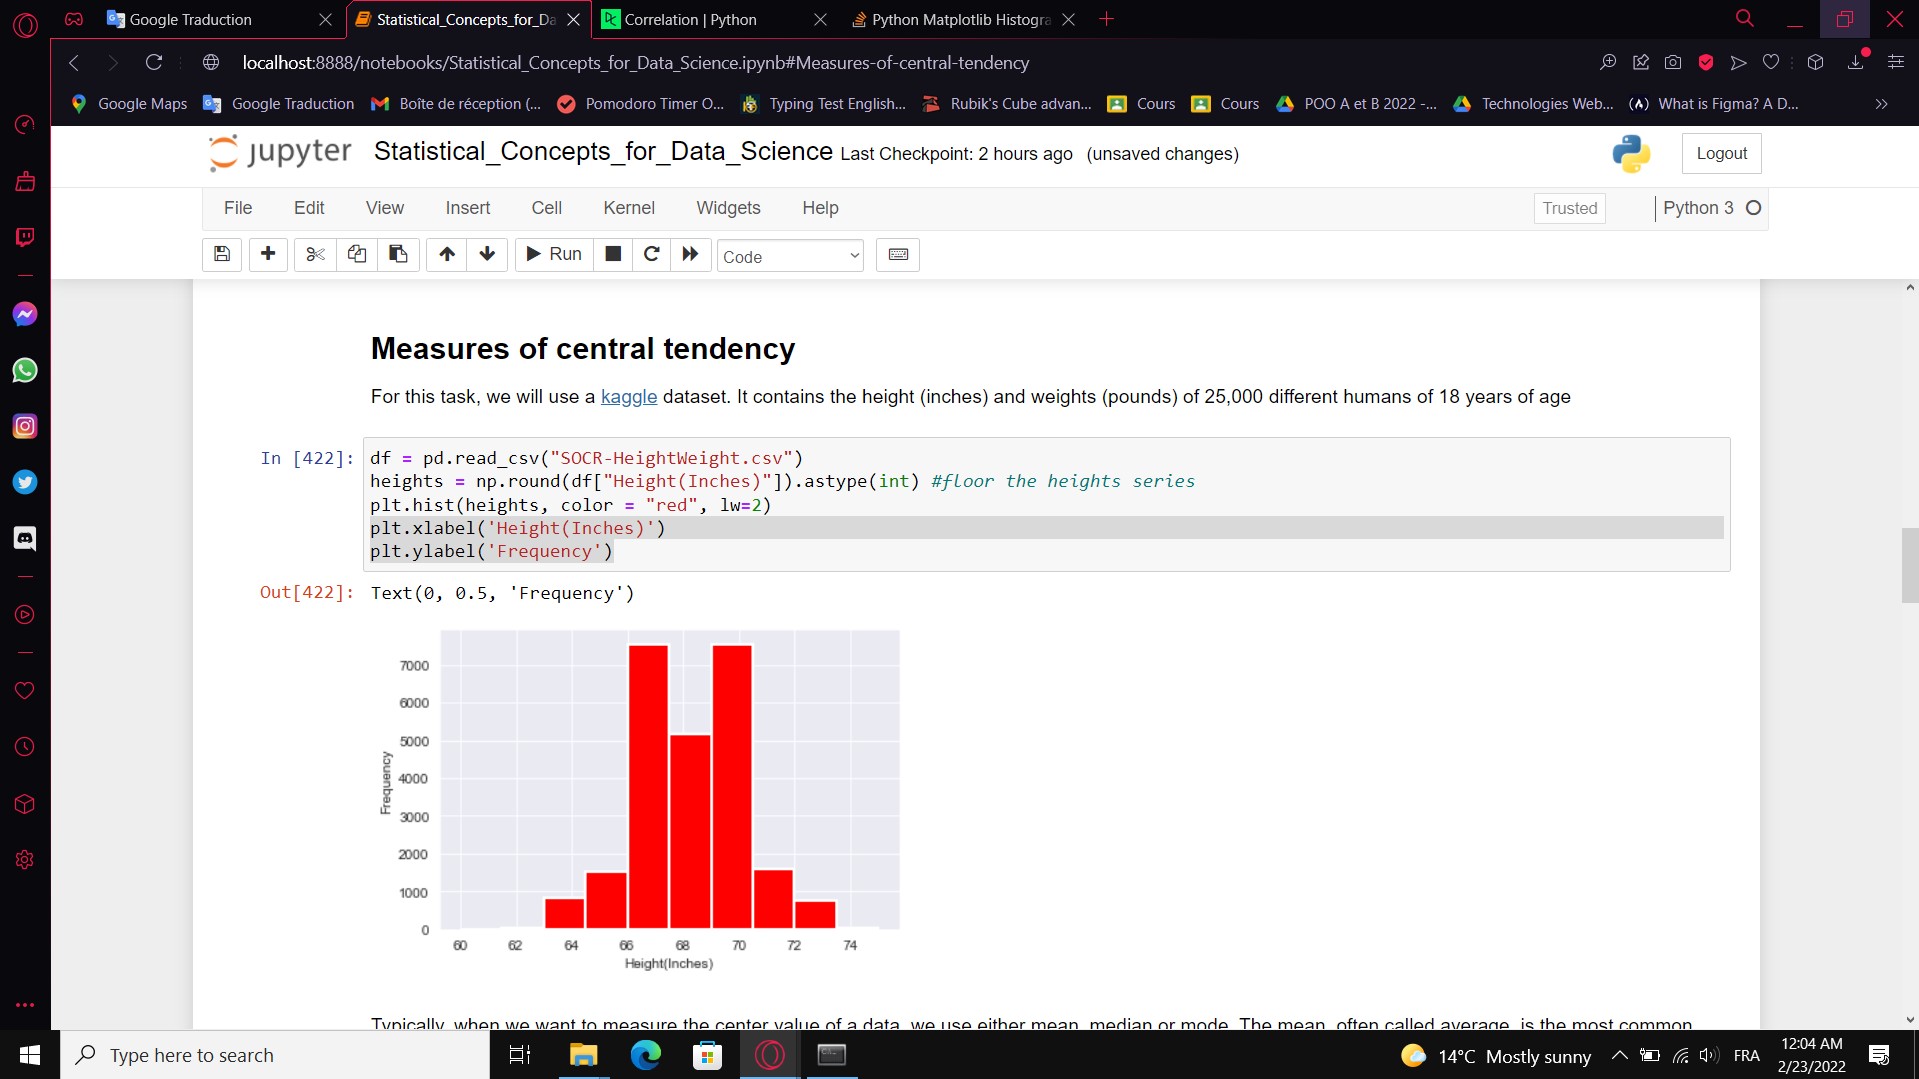 Google Traduction
Statistical_Concepts_for_Da
Correlation | Python
Python Matplotlib Histogra
localhost:8888/notebooks/Statistical_Concepts_for_Data_Science.ipynb#Measures-of-central-tendency
Google Maps
Google Traduction
Boîte de réception (...
Pomodoro Timer O...
Typing Test English...
Rubik's Cube advan...
Cours
Cours
POO A et B 2022 -...
Technologies Web...
What is Figma? A D...
jupyter Statistical_Concepts_for_Data_Science Last Checkpoint: 2 hours ago (unsaved changes)
Logout
File Edit View Insert Cell Kernel Widgets Help
Trusted
Python 3
Run
Code
Measures of central tendency
For this task, we will use a kaggle dataset. It contains the height (inches) and weights (pounds) of 25,000 different humans of 18 years of age
In [422]:
df = pd.read_csv("SOCR-HeightWeight.csv")
heights = np.round(df["Height(Inches)"]).astype(int) #floor the heights series
plt.hist(heights, color = "red", lw=2)
plt.xlabel('Height(Inches)')
plt.ylabel('Frequency')
Out[422]: Text(0, 0.5, 'Frequency')
7000
6000
5000
4000
3000
2000
1000
0
Frequency
60 62 64 66 68 70 72 74
Height(Inches)
Typically, when we want to measure the center value of a data, we use either mean, median or mode. The mean, often called average, is the most common
Type here to search
14°C Mostly sunny
FRA
12:04 AM
2/23/2022